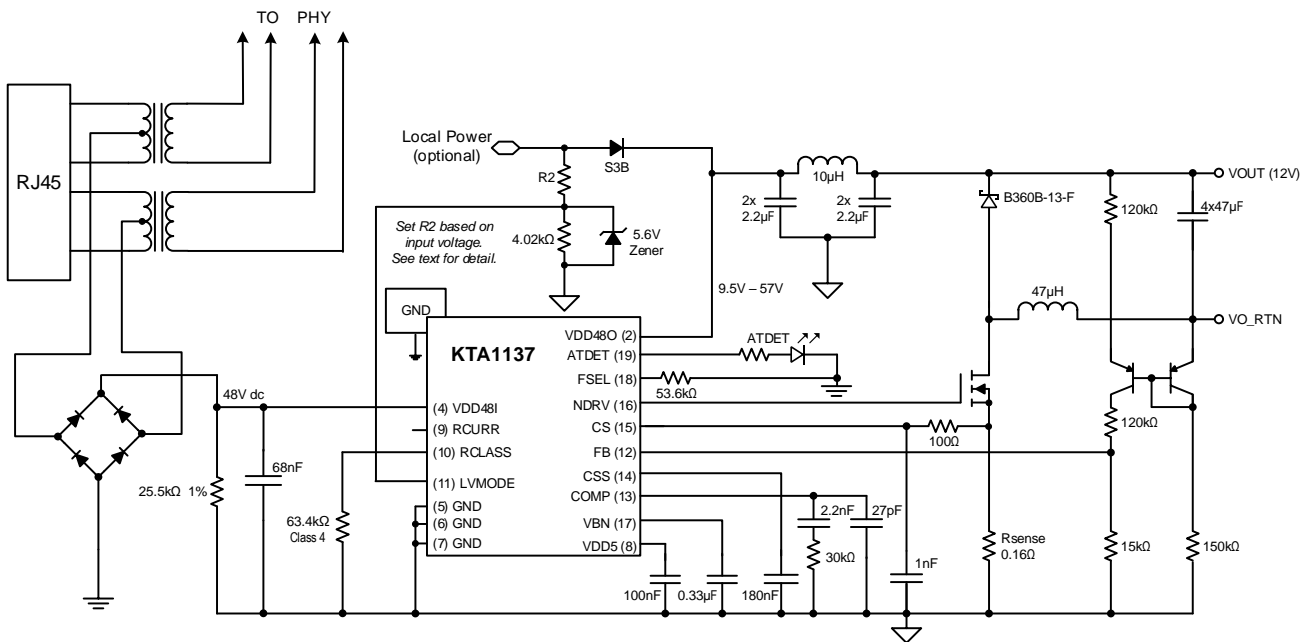 TO PHY
RJ45
Local Power
(optional)
S3B
R2
10µH
2x
2.2µF
2x
2.2µF
VOUT (12V)
B360B-13-F
120kΩ
4x47µF
Set R2 based on
input voltage.
See text for detail.
4.02kΩ
5.6V
Zener
9.5V – 57V
47µH
VO_RTN
GND
KTA1137
VDD48O (2)
ATDET (19)
FSEL (18)
NDRV (16)
CS (15)
FB (12)
CSS (14)
COMP (13)
VBN (17)
VDD5 (8)
(4) VDD48I
(9) RCURR
(10) RCLASS
(11) LVMODE
(5) GND
(6) GND
(7) GND
ATDET
53.6kΩ
48V dc
68nF
25.5kΩ 1%
63.4kΩ
Class 4
100Ω
120kΩ
2.2nF
27pF
30kΩ
100nF
0.33µF
180nF
1nF
Rsense
0.16Ω
15kΩ
150kΩ